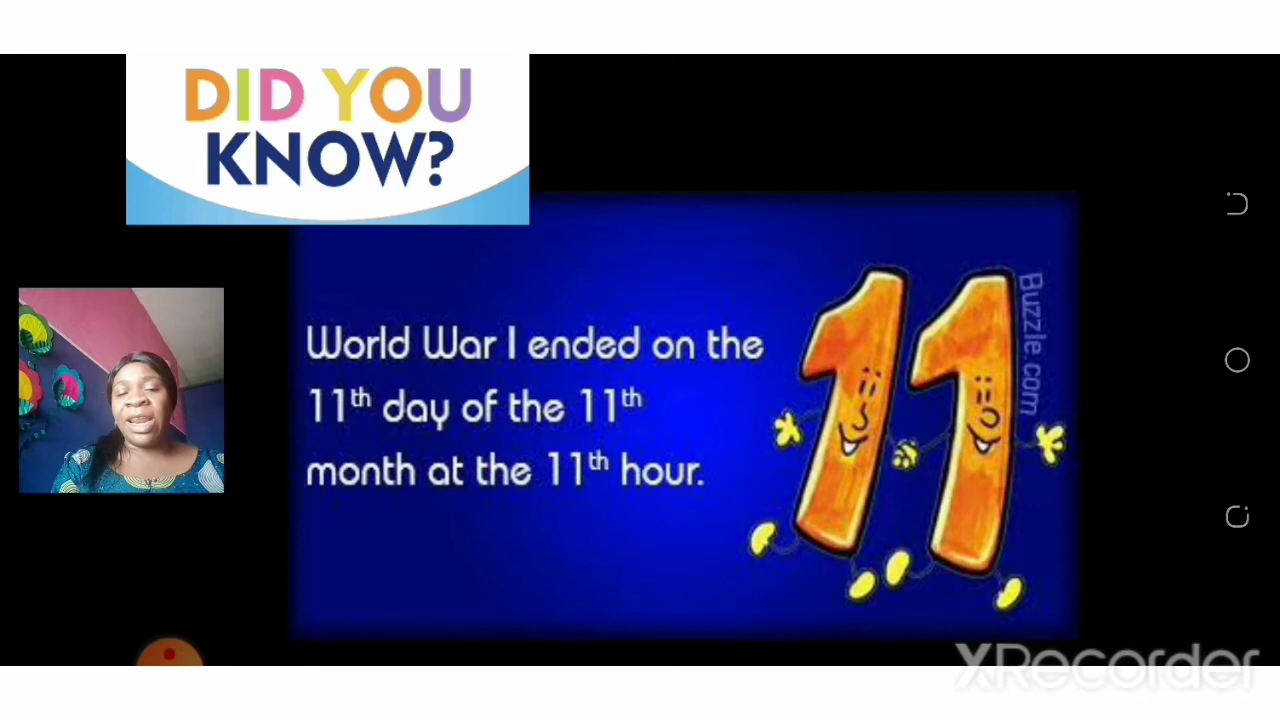 DID YOU
KNOW?
World War I ended on the
11th day of the 11th
month at the 11th hour.
Buzzle.com
11
XRecorder